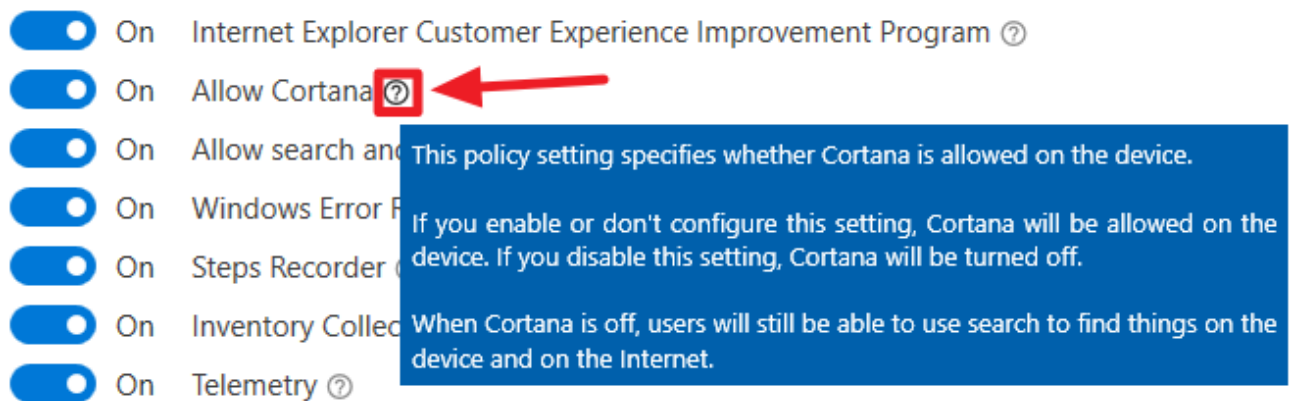 On Internet Explorer Customer Experience Improvement Program ?
On Allow Cortana ?
On Allow search and
This policy setting specifies whether Cortana is allowed on the device.
On Windows Error
If you enable or don't configure this setting, Cortana will be allowed on the
On Steps Recorder
device. If you disable this setting, Cortana will be turned off.
On Inventory Collec
When Cortana is off, users will still be able to use search to find things on the
device and on the Internet.
On Telemetry ?